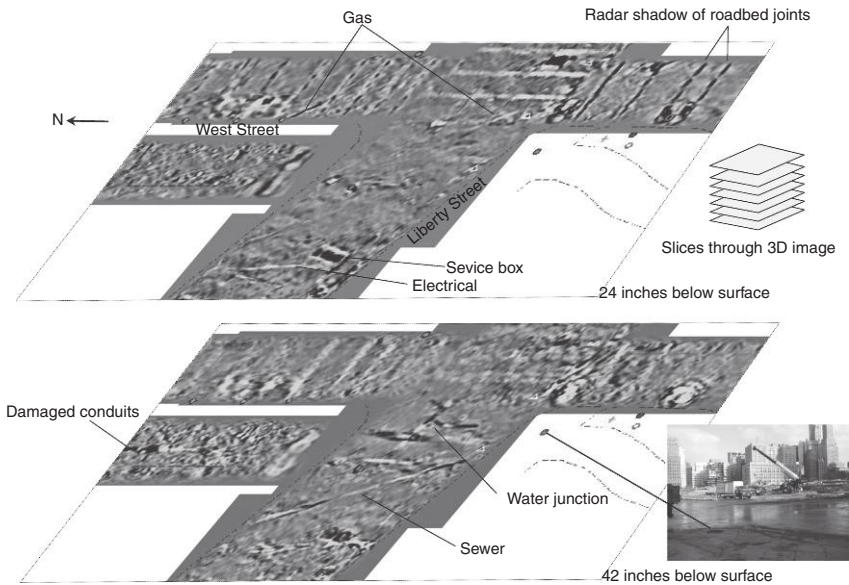 Gas
Radar shadow of roadbed joints
N
West Street
Liberty Street
Slices through 3D image
Sevice box
Electrical
24 inches below surface
Damaged conduits
Water junction
Sewer
42 inches below surface